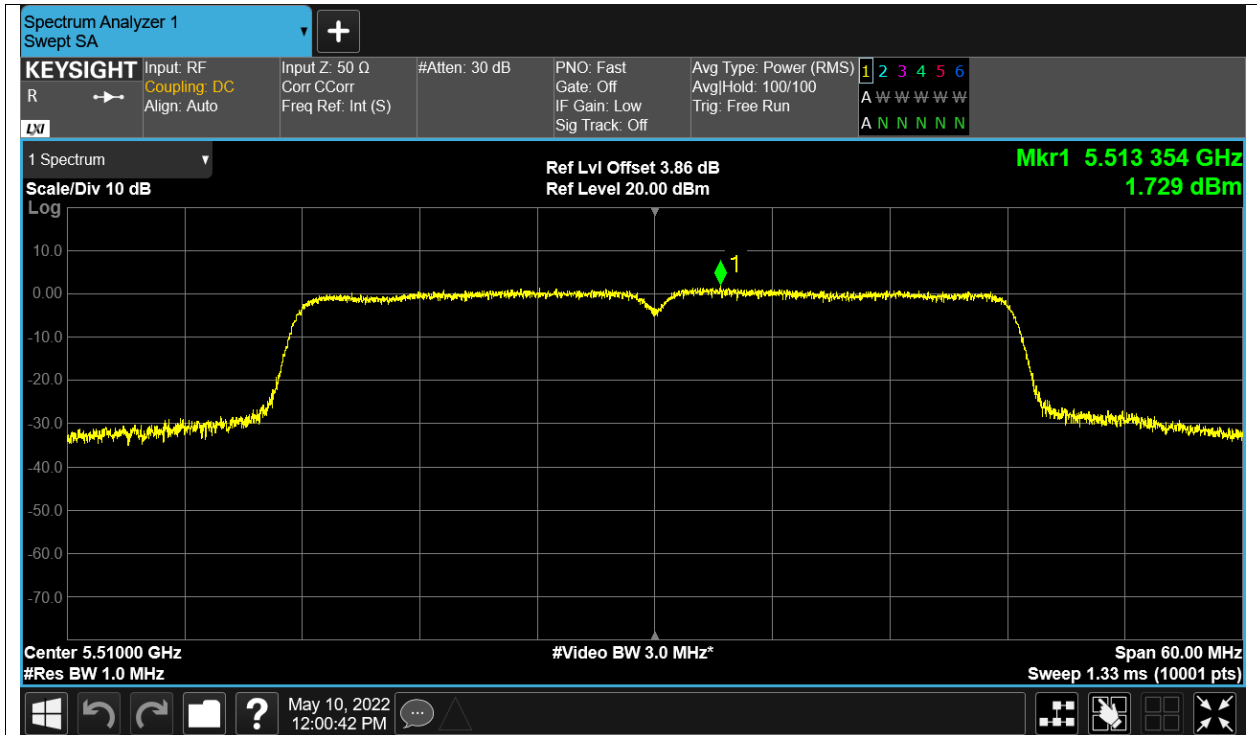 Spectrum Analyzer 1
Swept SA
+
KEYSIGHT
R
LXI
Input: RF
Coupling: DC
Align: Auto
Input Z: 50 Ω
Corr CCorr
Freq Ref: Int (S)
#Atten: 30 dB
PNO: Fast
Gate: Off
IF Gain: Low
Sig Track: Off
Avg Type: Power (RMS)
Avg|Hold: 100/100
Trig: Free Run
1 2 3 4 5 6
A W W W W W
A N N N N N
1 Spectrum
Scale/Div 10 dB
Log
Ref Lvl Offset 3.86 dB
Ref Level 20.00 dBm
Mkr1 5.513 354 GHz
1.729 dBm
10.0
0.00
-10.0
-20.0
-30.0
-40.0
-50.0
-60.0
-70.0
1
Center 5.51000 GHz
#Res BW 1.0 MHz
#Video BW 3.0 MHz*
Span 60.00 MHz
Sweep 1.33 ms (10001 pts)
?
May 10, 2022
12:00:42 PM